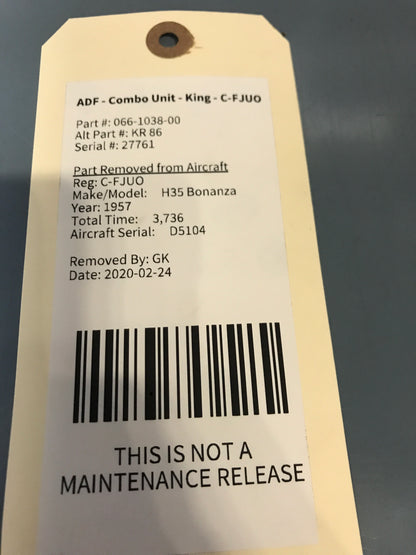 ADF - Combo Unit - King - C-FJUO
Part #: 066-1038-00
Alt Part #: KR 86
Serial #: 27761
Part Removed from Aircraft
Reg: C-FJUO
Make/Model: H35 Bonanza
Year: 1957
Total Time: 3,736
Aircraft Serial: D5104
Removed By: GK
Date: 2020-02-24
THIS IS NOT A
MAINTENANCE RELEASE